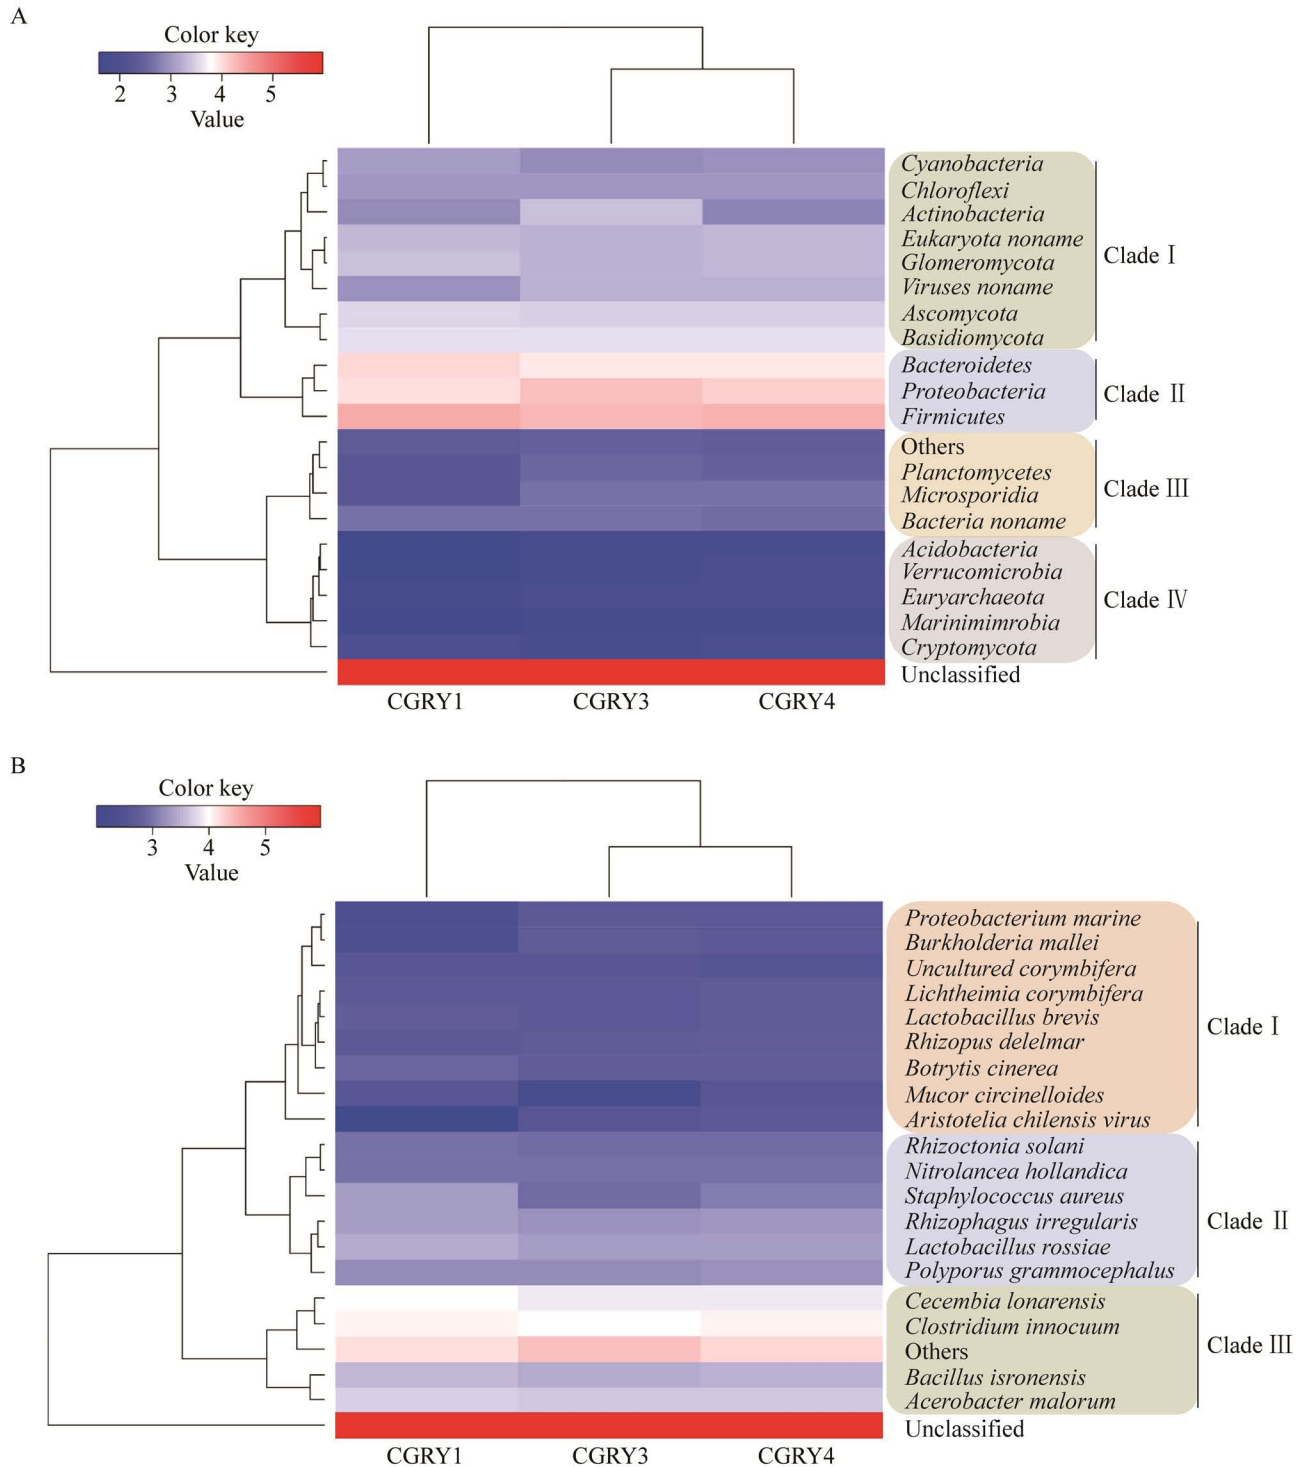 A
Color key
2 3 4 5
Value
Cyanobacteria
Chloroflexi
Actinobacteria
Eukaryota noname
Glomeromycota
Viruses noname
Ascomycota
Basidiomycota
Clade Ⅰ
Bacteroidetes
Proteobacteria
Firmicutes
Clade Ⅱ
Others
Planctomycetes
Microsporidia
Bacteria noname
Clade Ⅲ
Acidobacteria
Verrucomicrobia
Euryarchaeota
Marinimimrobia
Cryptomycota
Clade Ⅳ
Unclassified
CGRY1 CGRY3 CGRY4
B
Color key
3 4 5
Value
Proteobacterium marine
Burkholderia mallei
Uncultured corymbifera
Lichtheimia corymbifera
Lactobacillus brevis
Rhizopus delelmar
Botrytis cinerea
Mucor circinelloides
Aristotelia chilensis virus
Clade Ⅰ
Rhizoctonia solani
Nitrolancea hollandica
Staphylococcus aureus
Rhizophagus irregularis
Lactobacillus rossiae
Polyporus grammocephalus
Clade Ⅱ
Cecembia lonarensis
Clostridium innocuum
Others
Bacillus isronensis
Acerobacter malorum
Clade Ⅲ
Unclassified
CGRY1 CGRY3 CGRY4